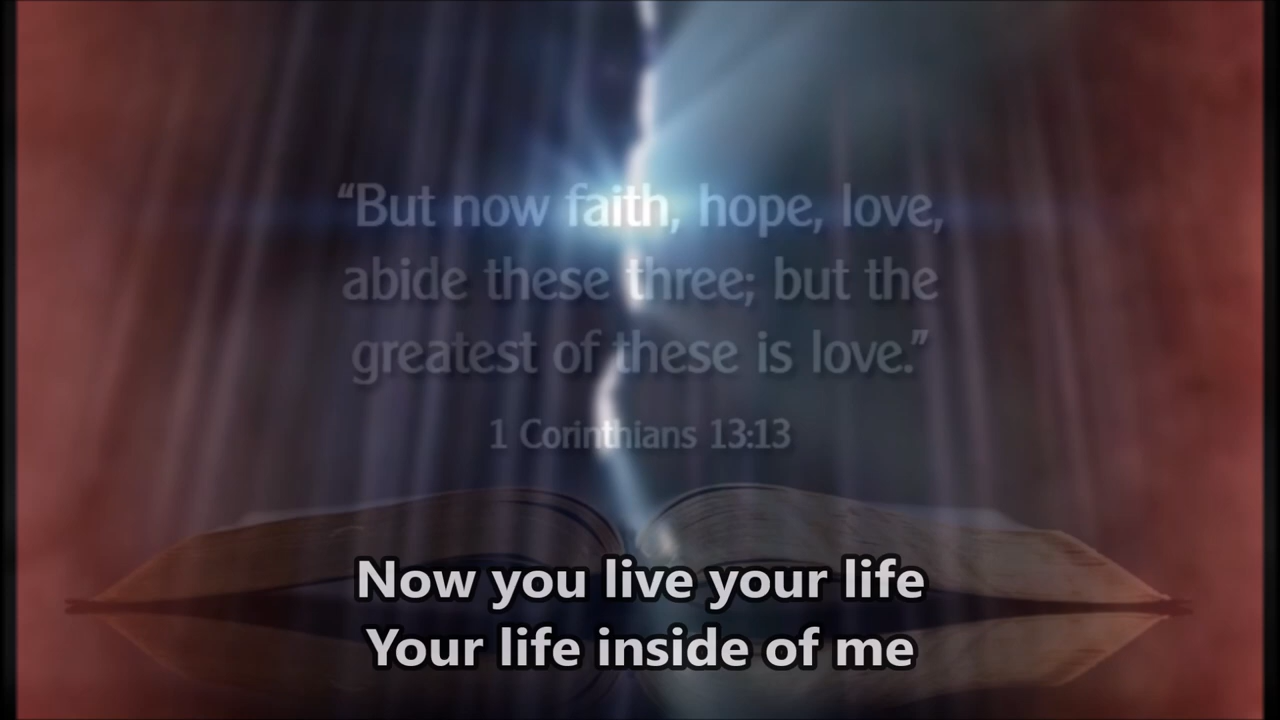 “But now faith, hope, love,
abide these three; but the
greatest of these is love.”
1 Corinthians 13:13
Now you live your life
Your life inside of me